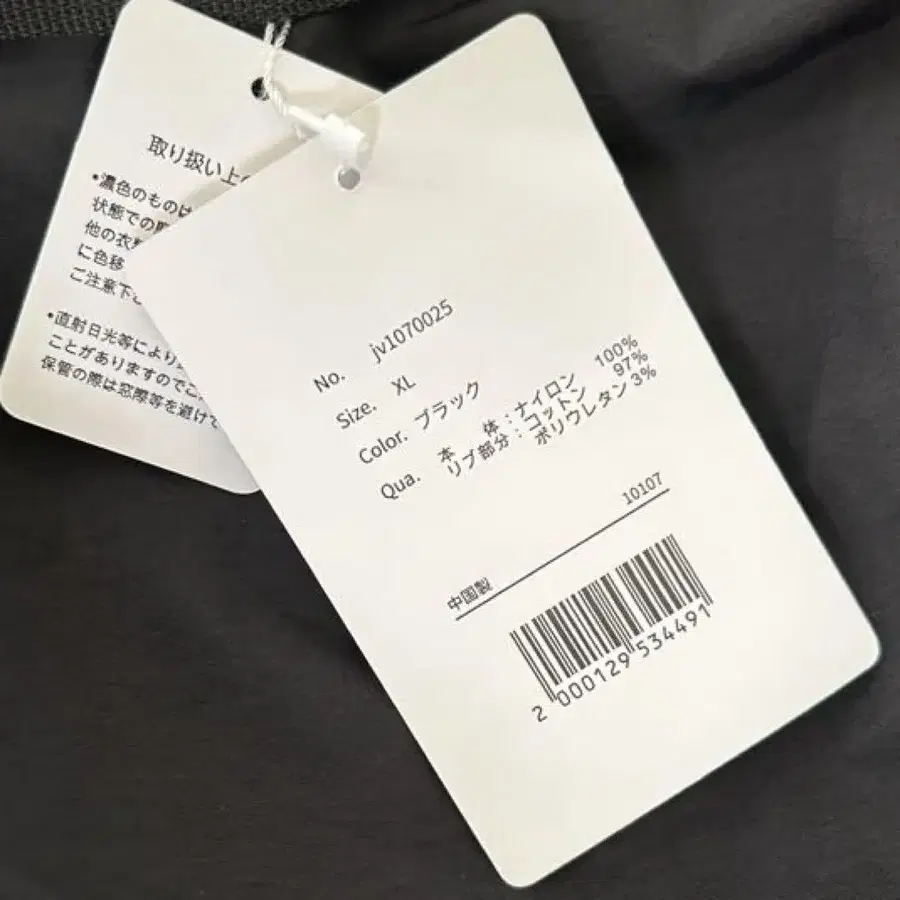 取り扱い上の
•濃色のものは
状態での
他の衣
に色移
ご注意下さ
•直射日光等により
ことがありますのでご
保管の際は窓際等を避けて
No. jv1070025
Size. XL
Color. ブラック
Qua. 本 体：ナイロン 100%
リブ部分：コットン 97%
ポリウレタン 3%
10107
中国製
2 000129 534491